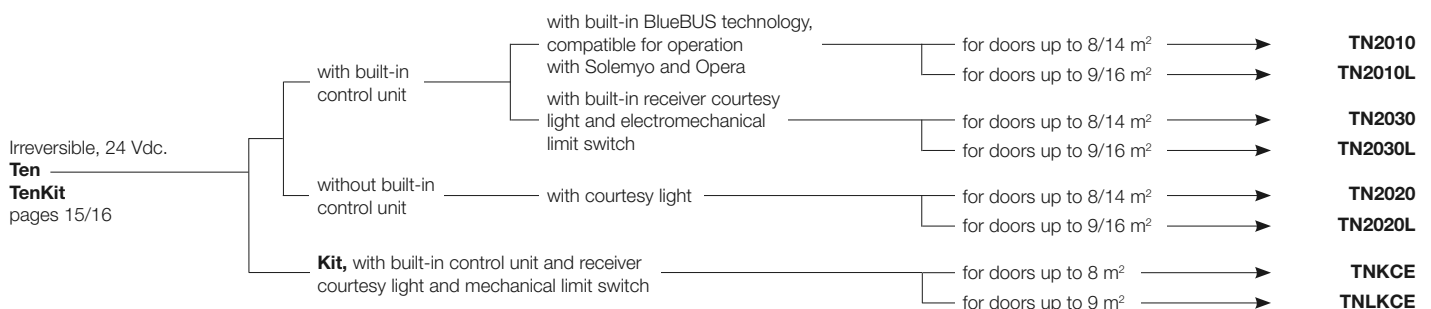 with built-in BlueBUS technology,
compatible for operation
with Solemyo and Opera
for doors up to 8/14 m²
TN2010
for doors up to 9/16 m²
TN2010L
with built-in
control unit
with built-in receiver courtesy
light and electromechanical
limit switch
for doors up to 8/14 m²
TN2030
for doors up to 9/16 m²
TN2030L
Irreversible, 24 Vdc.
Ten
TenKit
pages 15/16
without built-in
control unit
with courtesy light
for doors up to 8/14 m²
TN2020
for doors up to 9/16 m²
TN2020L
Kit, with built-in control unit and receiver
courtesy light and mechanical limit switch
for doors up to 8 m²
TNKCE
for doors up to 9 m²
TNLKCE